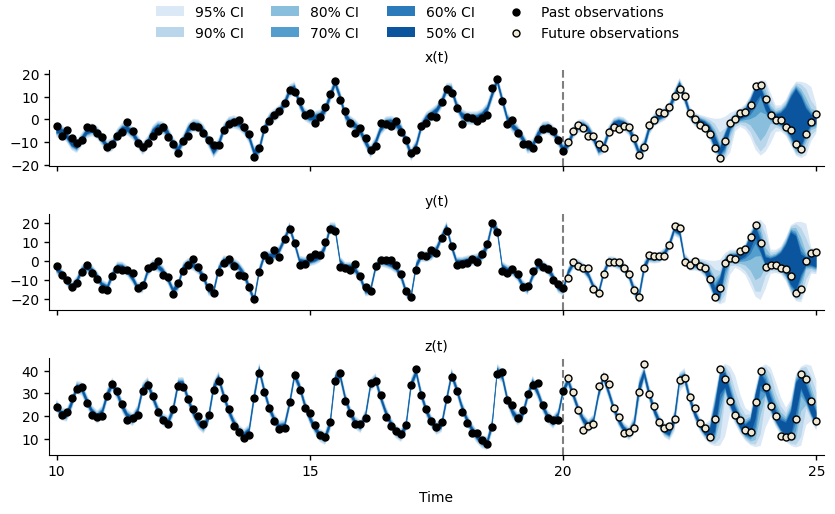 95% CI 80% CI 60% CI Past observations
90% CI 70% CI 50% CI Future observations
x(t)
20
10
0
−10
−20
y(t)
20
10
0
−10
−20
z(t)
40
30
20
10
10 15 20 25
Time